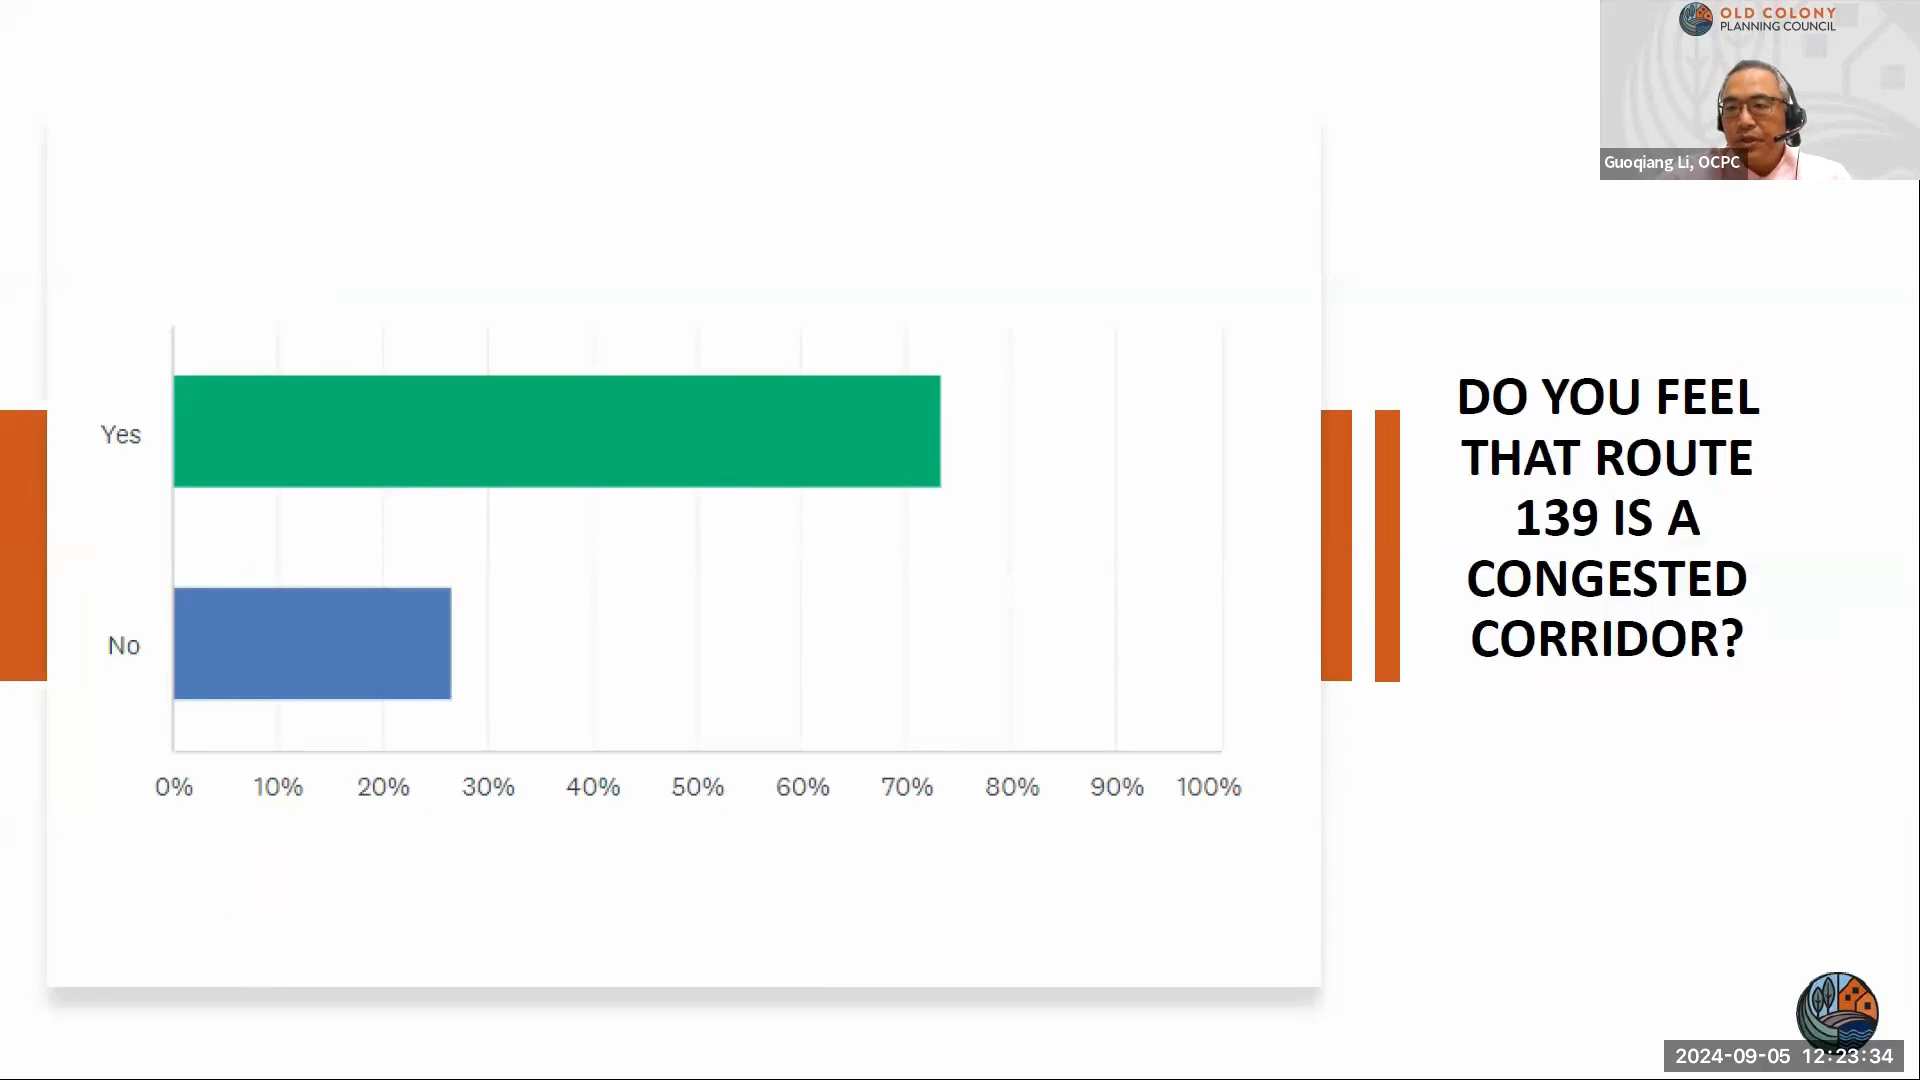 OLD COLONY
PLANNING COUNCIL
Guoqiang Li, OCPC
DO YOU FEEL
THAT ROUTE
139 IS A
CONGESTED
CORRIDOR?
Yes
No
0% 10% 20% 30% 40% 50% 60% 70% 80% 90% 100%
2024-09-05 12:23:34